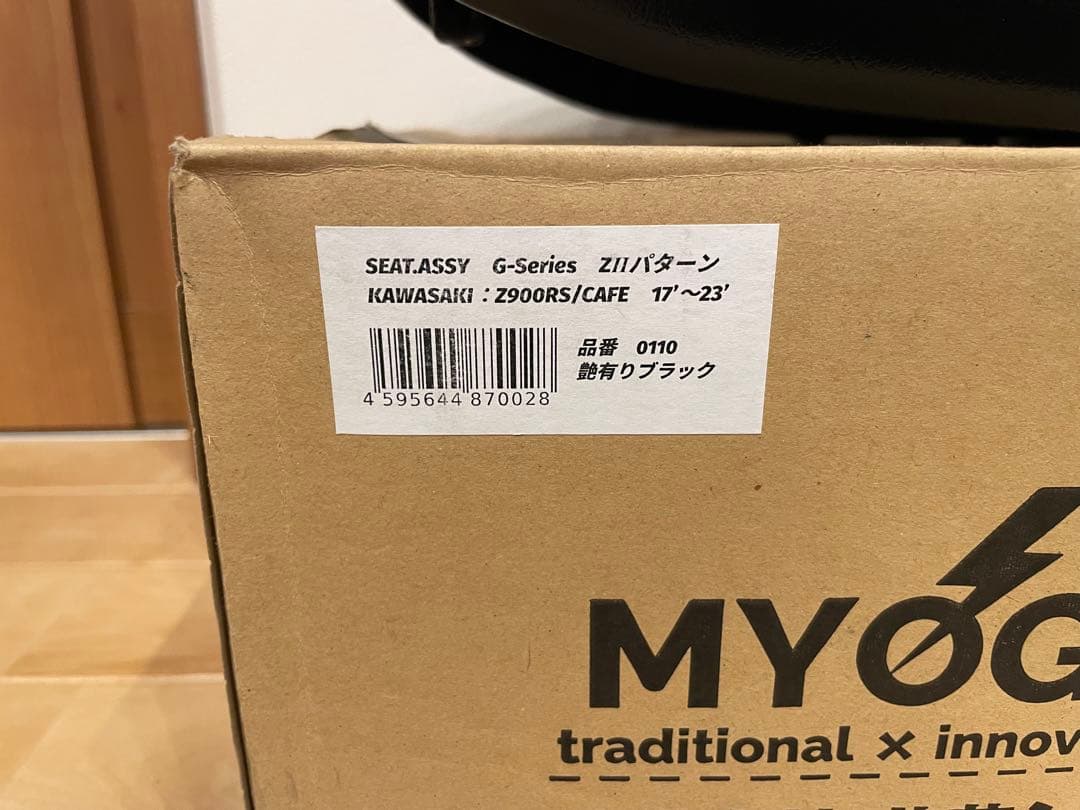 SEAT.ASSY G-Series ZIIパターン
KAWASAKI：Z900RS/CAFE 17'～23'
品番 0110
艶有りブラック
4 595644 870028
MYOG
traditional × innov